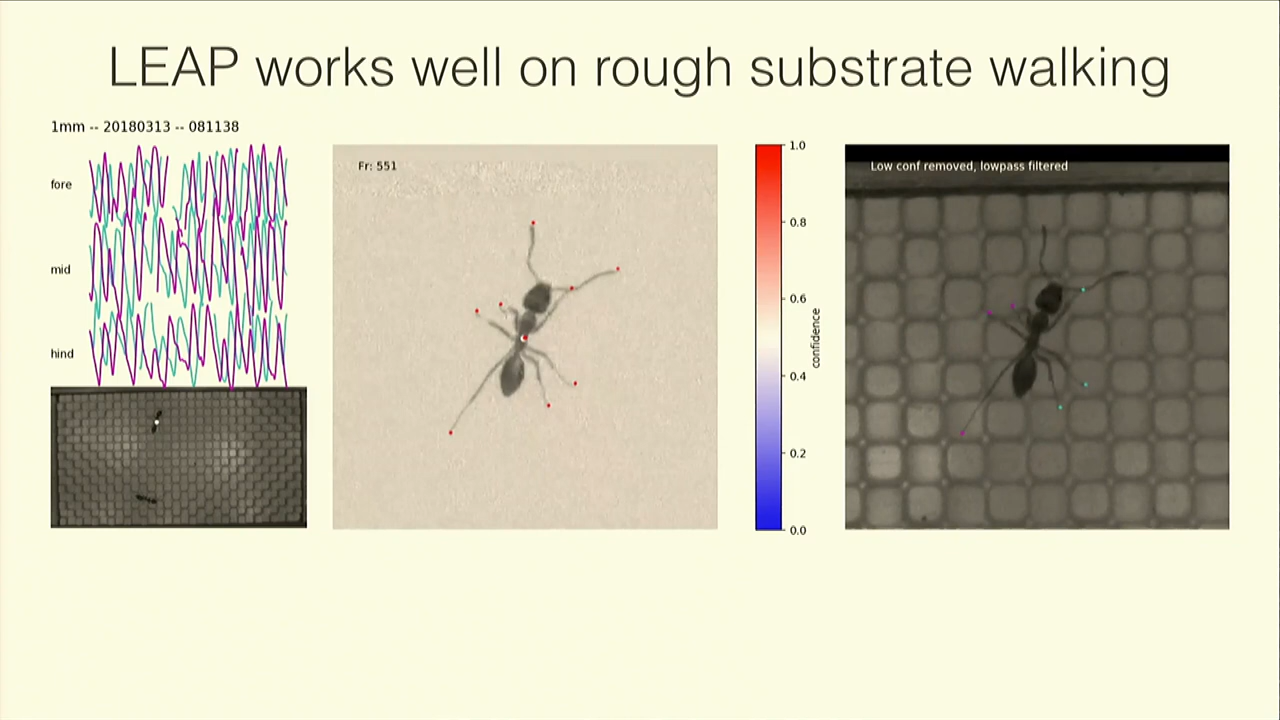 LEAP works well on rough substrate walking
1mm -- 20180313 -- 081138
fore
mid
hind
Fr: 551
1.0
0.8
0.6
0.4
0.2
0.0
confidence
Low conf removed, lowpass filtered